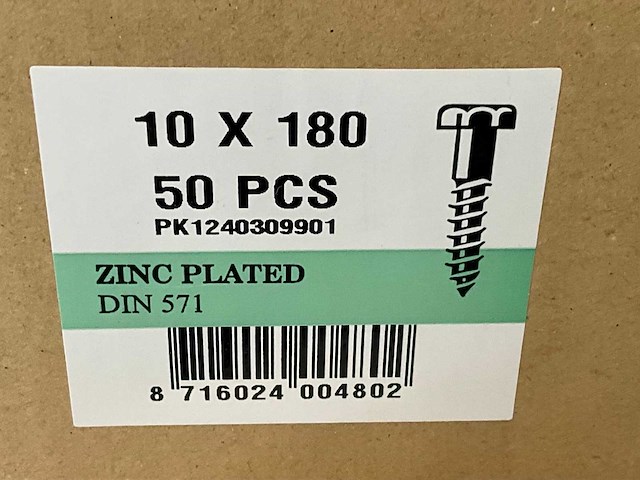 10 X 180
50 PCS
PK1240309901
ZINC PLATED
DIN 571
8 716024 004802